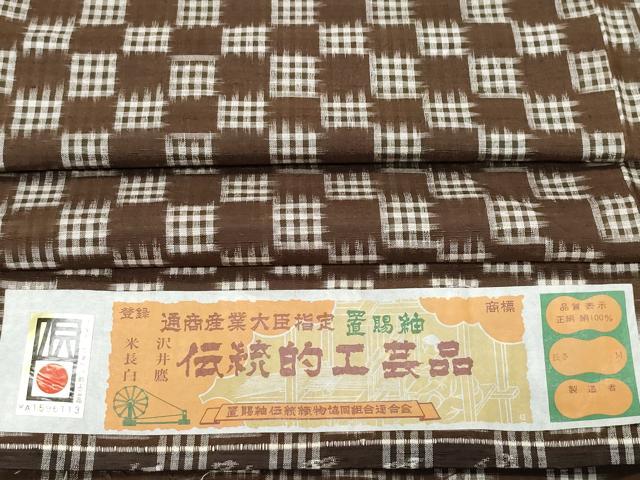 登録
商標
通商産業大臣指定 置賜紬
伝統的工芸品
米沢
長井
白鷹
置賜紬伝統織物協同組合連合会
伝
A1596113
品質表示
正絹 絹100%
長さ M
製造者